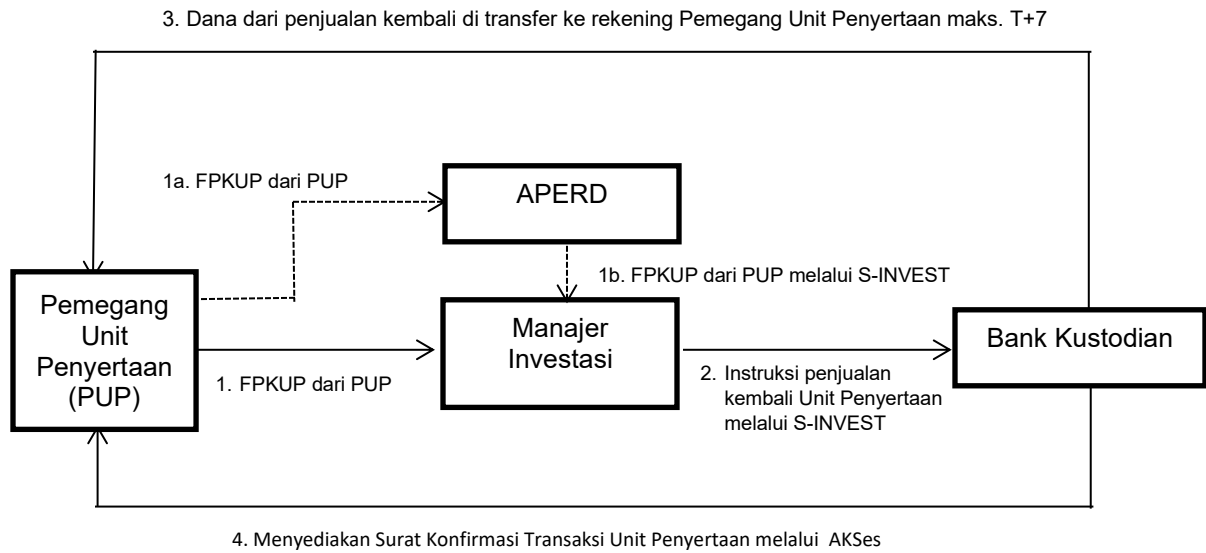 3. Dana dari penjualan kembali di transfer ke rekening Pemegang Unit Penyertaan maks. T+7
1a. FPKUP dari PUP
APERD
1b. FPKUP dari PUP melalui S-INVEST
Pemegang
Unit
Penyertaan
(PUP)
1. FPKUP dari PUP
Manajer
Investasi
2. Instruksi penjualan
kembali Unit Penyertaan
melalui S-INVEST
Bank Kustodian
4. Menyediakan Surat Konfirmasi Transaksi Unit Penyertaan melalui AKSes